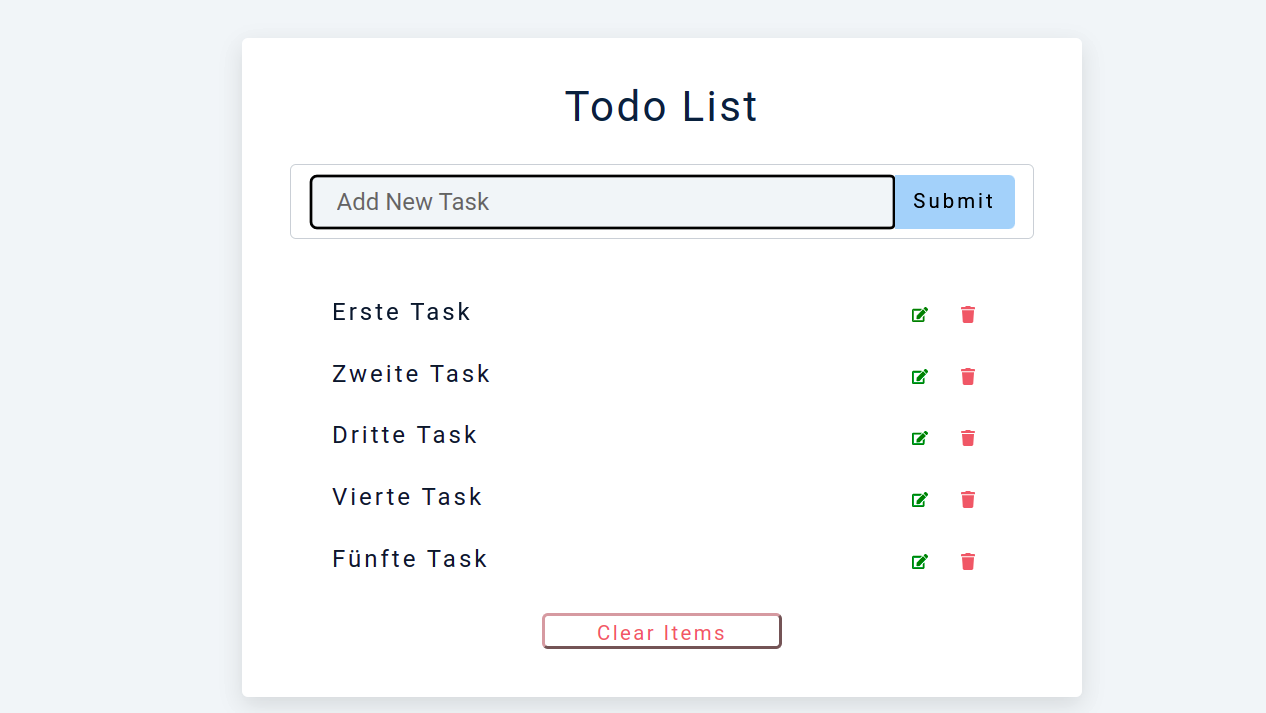 Todo List
Add New Task
Submit
Erste Task
Zweite Task
Dritte Task
Vierte Task
Fünfte Task
Clear Items